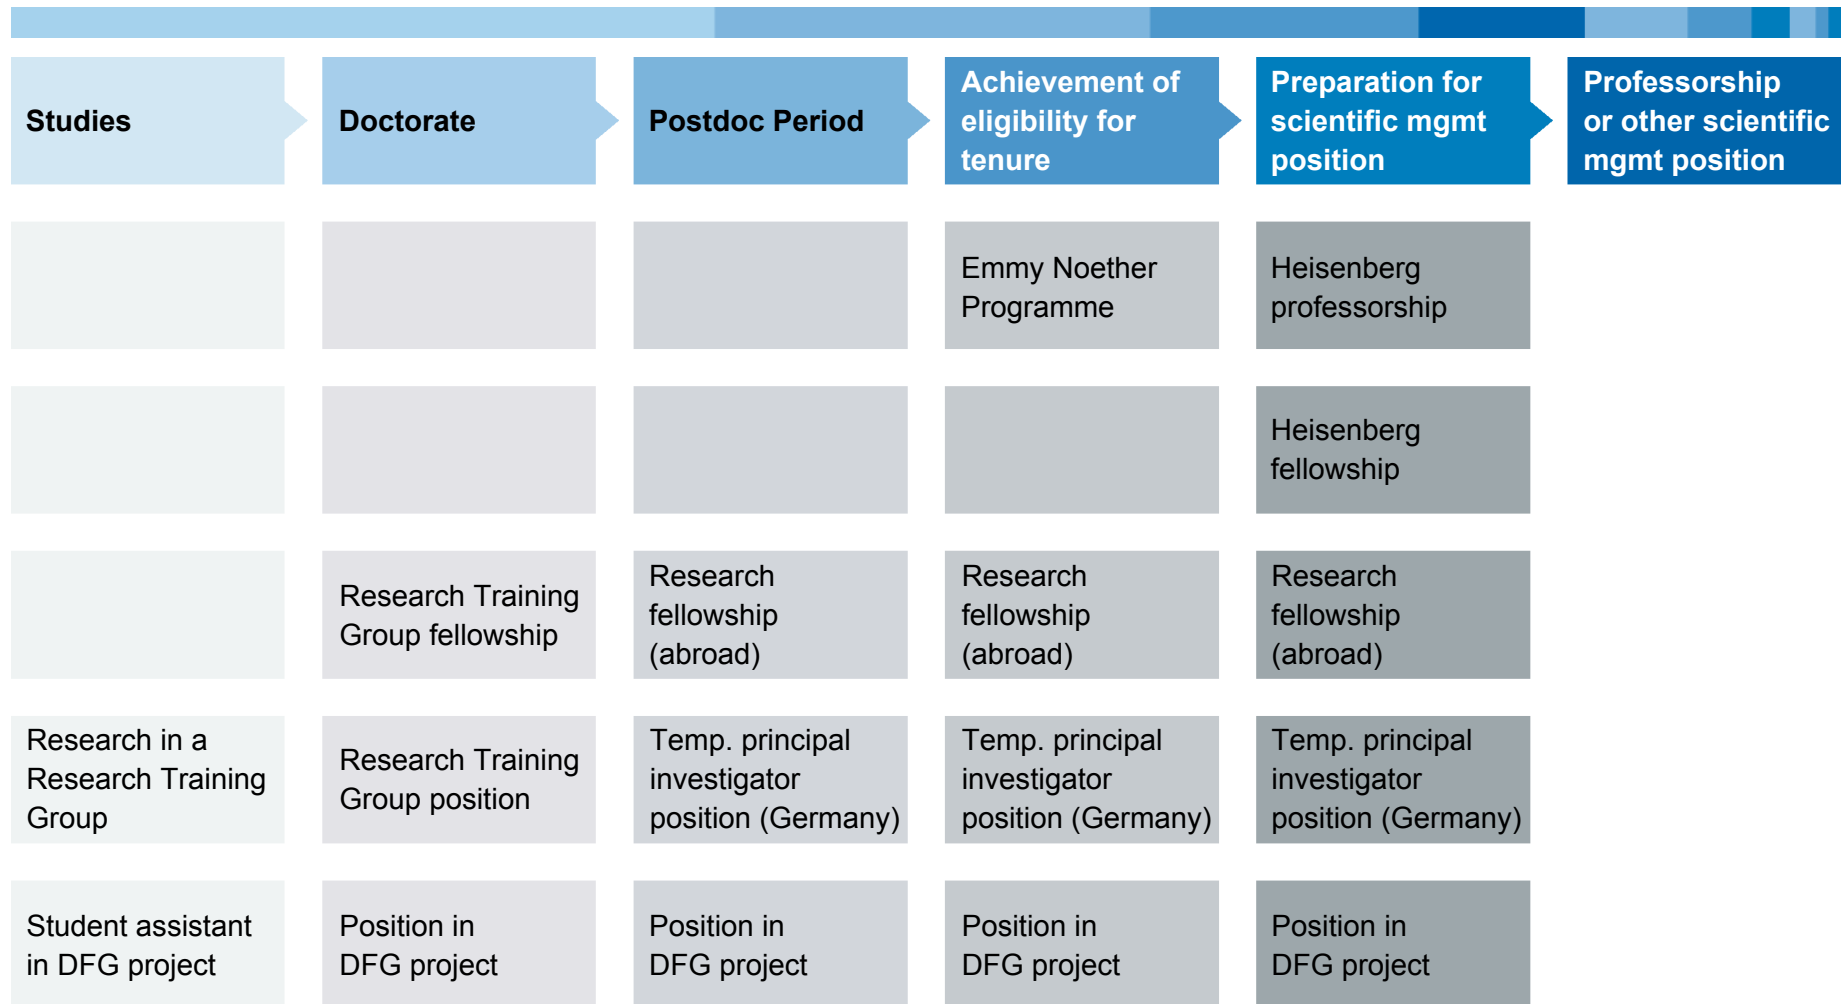 Studies
Doctorate
Postdoc Period
Achievement of
eligibility for
tenure
Preparation for
scientific mgmt
position
Professorship
or other scientific
mgmt position
Emmy Noether
Programme
Heisenberg
professorship
Heisenberg
fellowship
Research Training
Group fellowship
Research
fellowship
(abroad)
Research
fellowship
(abroad)
Research
fellowship
(abroad)
Research in a
Research Training
Group
Research Training
Group position
Temp. principal
investigator
position (Germany)
Temp. principal
investigator
position (Germany)
Temp. principal
investigator
position (Germany)
Student assistant
in DFG project
Position in
DFG project
Position in
DFG project
Position in
DFG project
Position in
DFG project